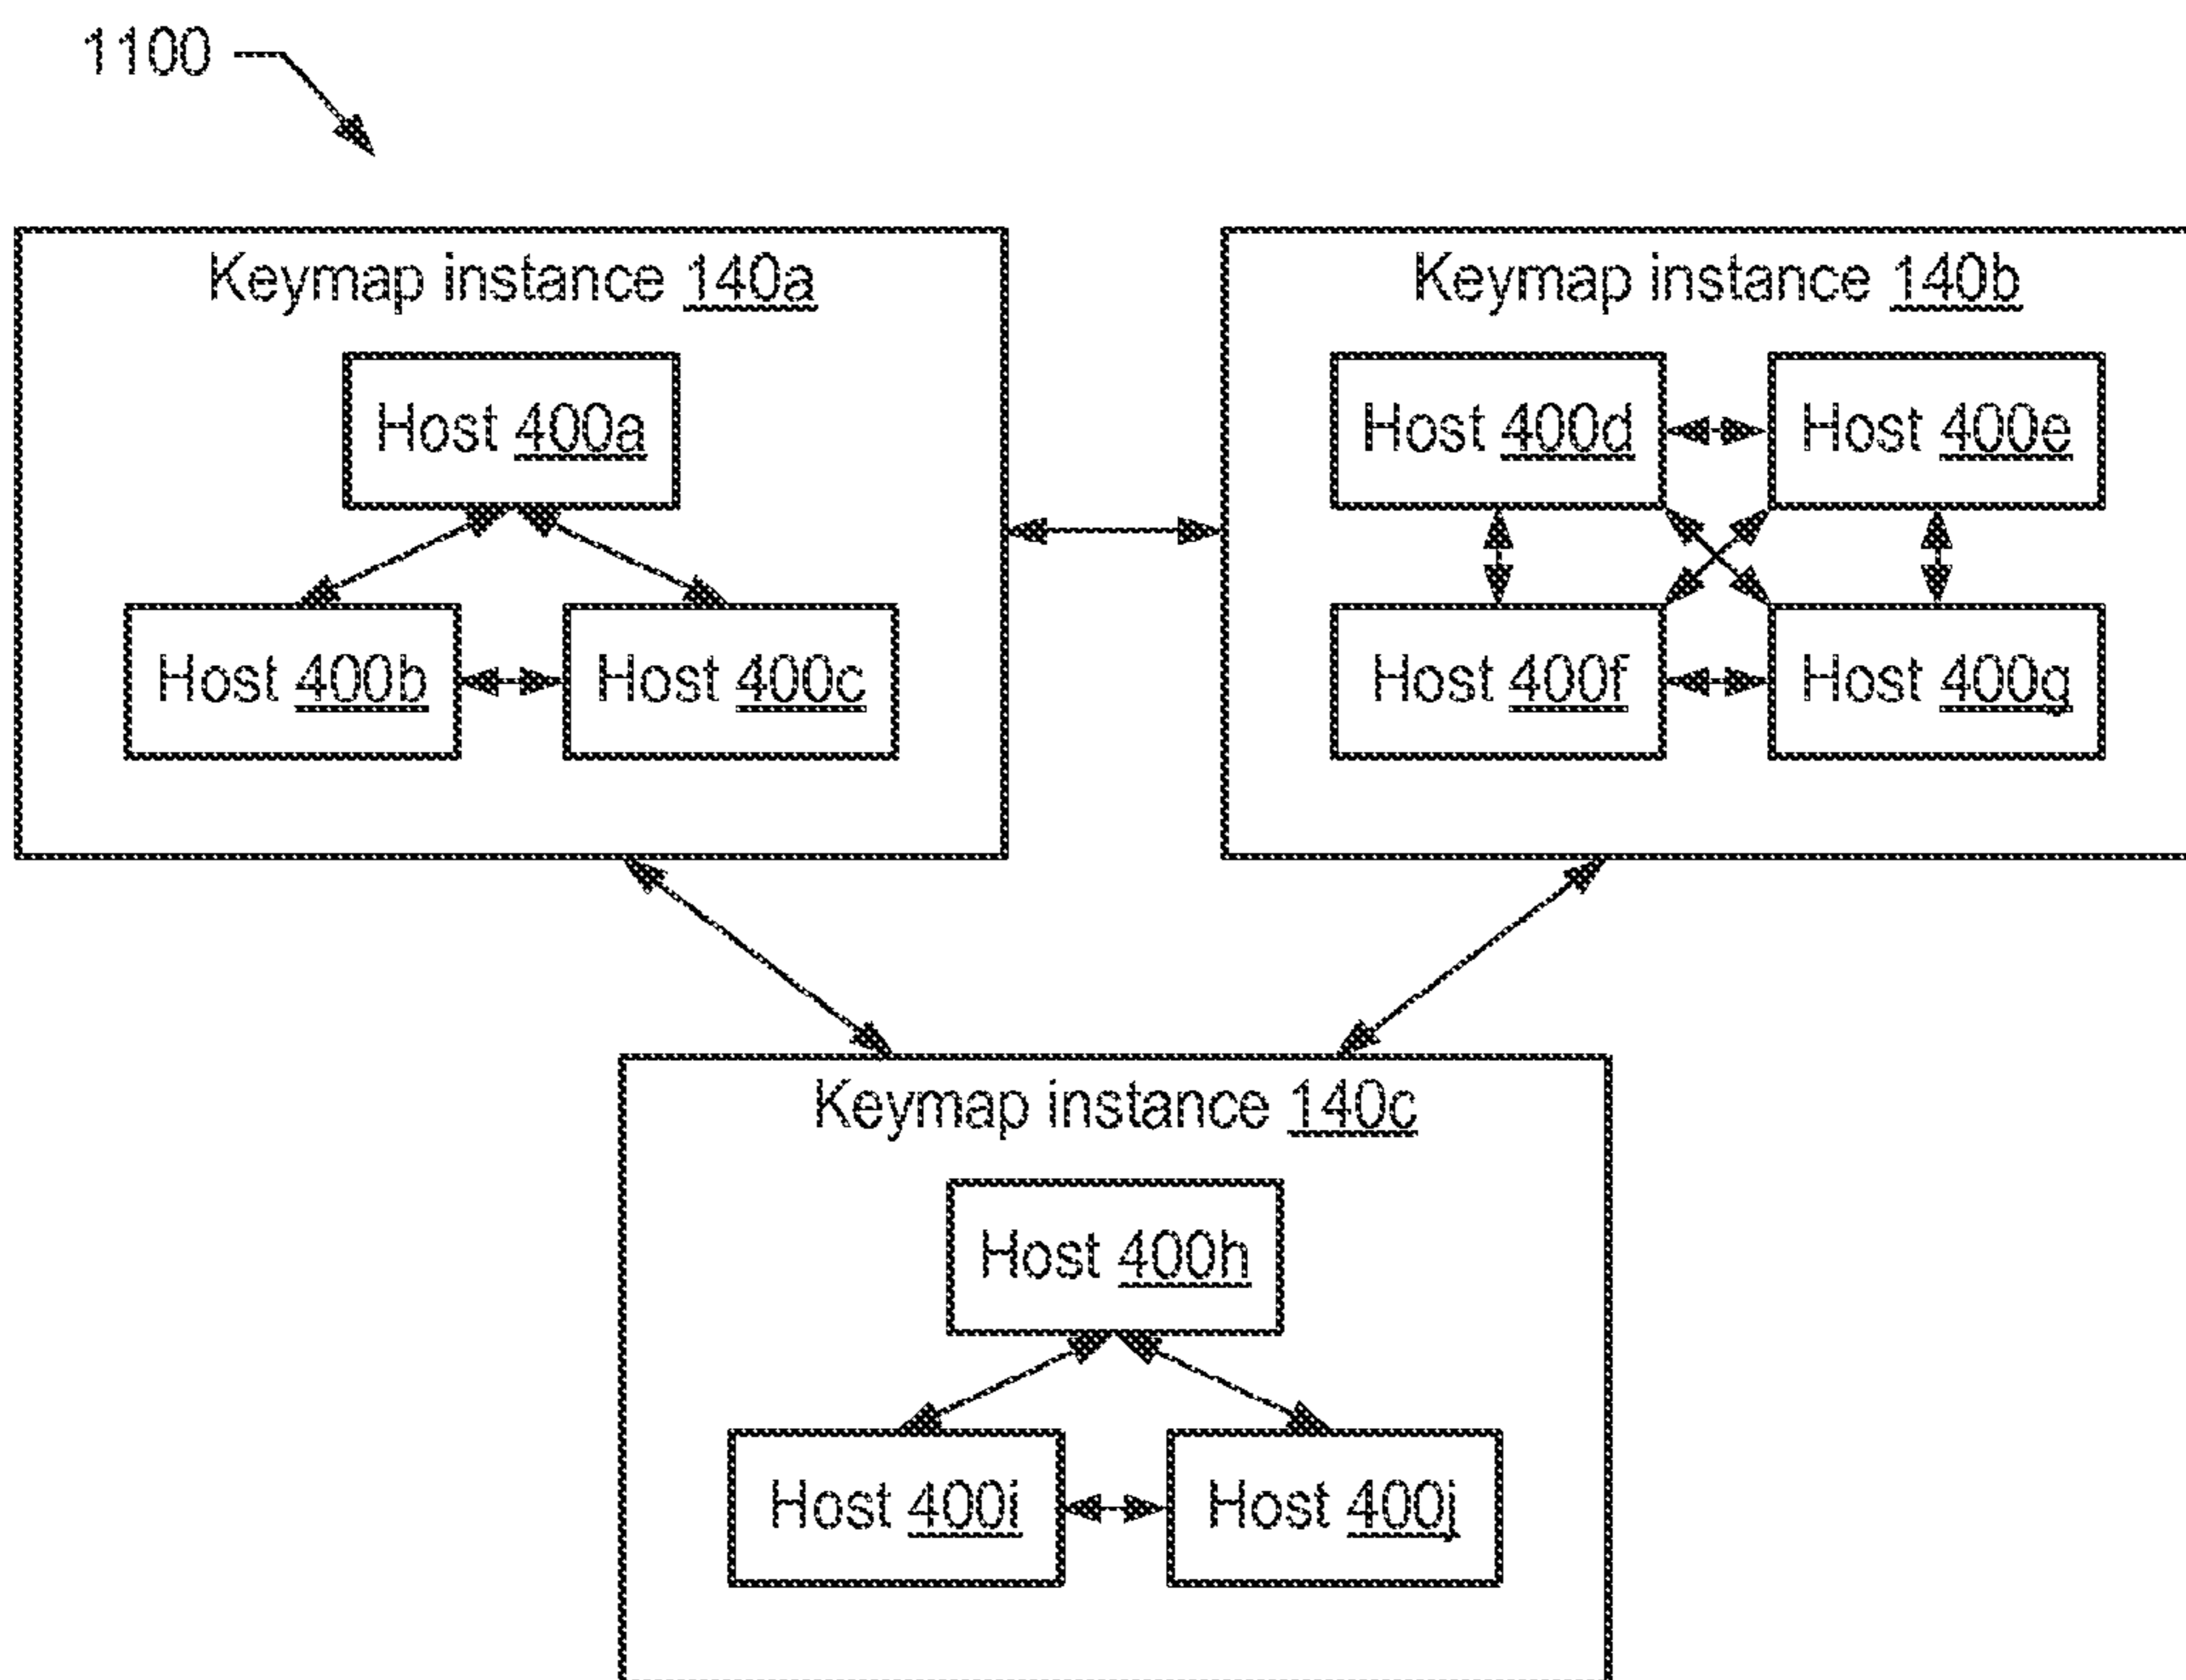 1100
Keymap instance 140a
Keymap instance 140b
Host 400a
Host 400d
Host 400e
Host 400b
Host 400c
Host 400f
Host 400g
Keymap instance 140c
Host 400h
Host 400i
Host 400j